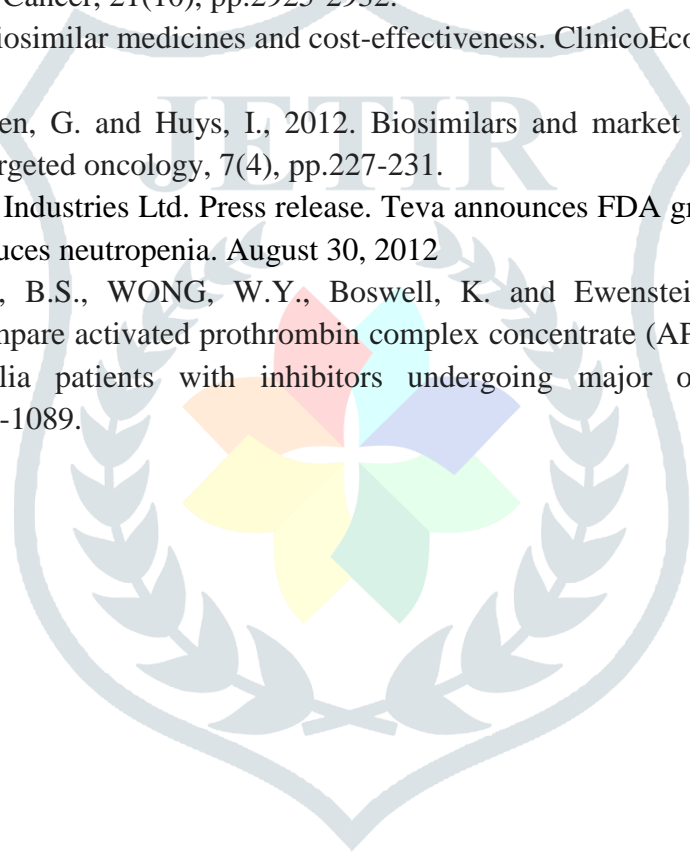 Cancer, 21(10), pp.2925-2932.
iosimilar medicines and cost-effectiveness. ClinicoEco
JETIR
en, G. and Huys, I., 2012. Biosimilars and market
argeted oncology, 7(4), pp.227-231.
Industries Ltd. Press release. Teva announces FDA gr
uces neutropenia. August 30, 2012
, B.S., WONG, W.Y., Boswell, K. and Ewenstei
mpare activated prothrombin complex concentrate (AP
lia patients with inhibitors undergoing major o
-1089.